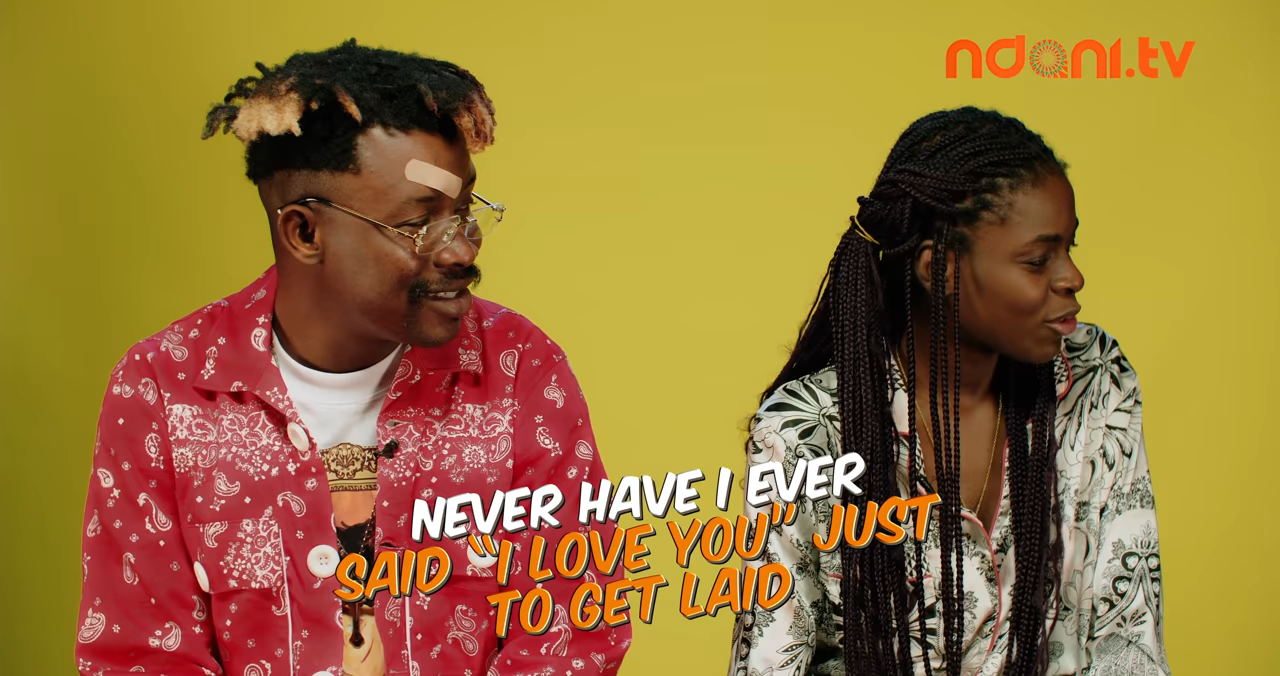 ndani.tv
NEVER HAVE I EVER
SAID “I LOVE YOU” JUST
TO GET LAID